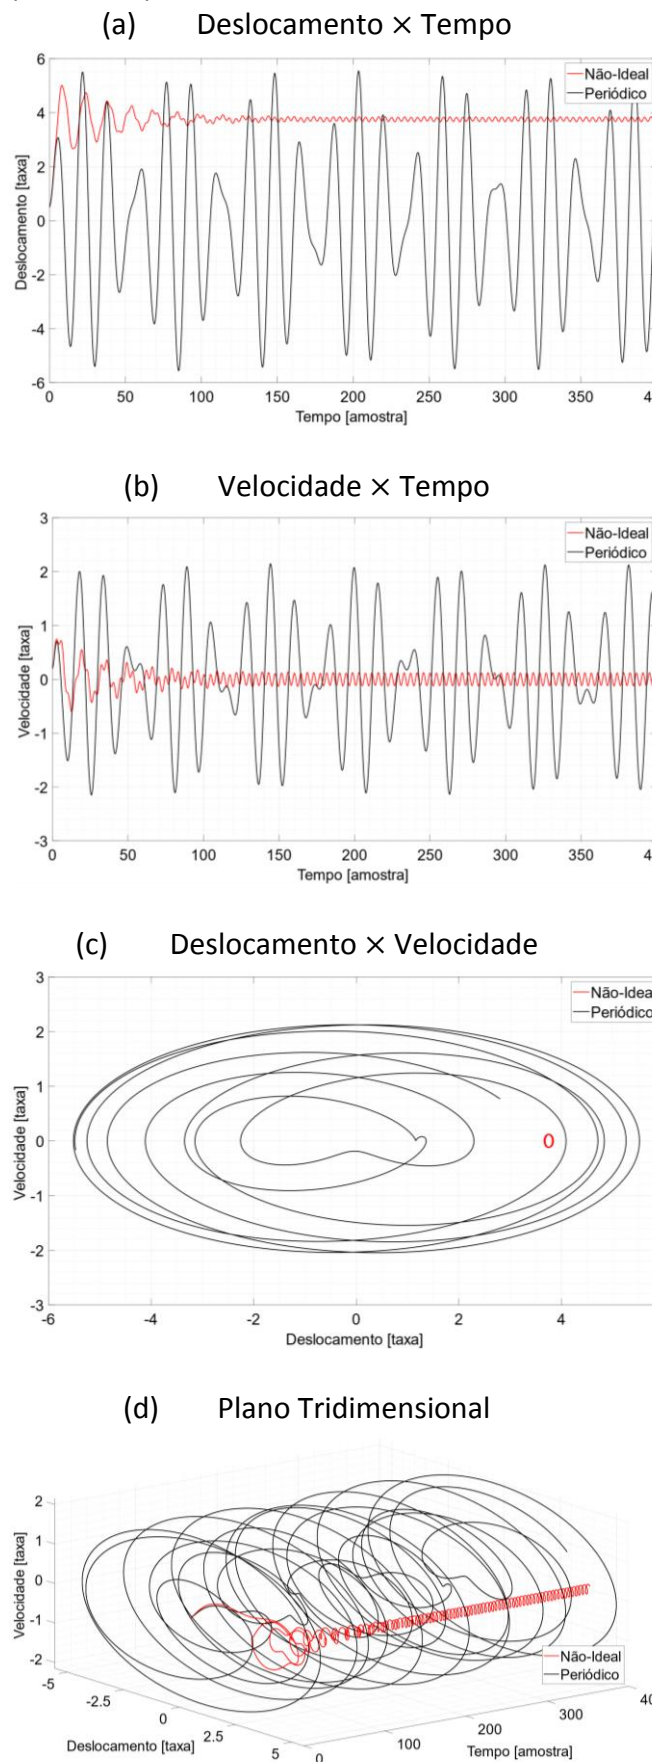 (a) Deslocamento × Tempo
6
4
2
0
-2
-4
-6
Deslocamento [taxa]
Não-Ideal
Periódico
0 50 100 150 200 250 300 350
Tempo [amostra]
(b) Velocidade × Tempo
3
2
1
0
-1
-2
-3
Velocidade [taxa]
Não-Ideal
Periódico
0 50 100 150 200 250 300 350
Tempo [amostra]
(c) Deslocamento × Velocidade
3
2
1
0
-1
-2
-3
Velocidade [taxa]
Não-Ideal
Periódico
-6 -4 -2 0 2 4
Deslocamento [taxa]
(d) Plano Tridimensional
2
1
0
-1
-2
Velocidade [taxa]
Não-Ideal
Periódico
-5 -2.5 0 2.5 5
Deslocamento [taxa]
0 100 200 300 40
Tempo [amostra]